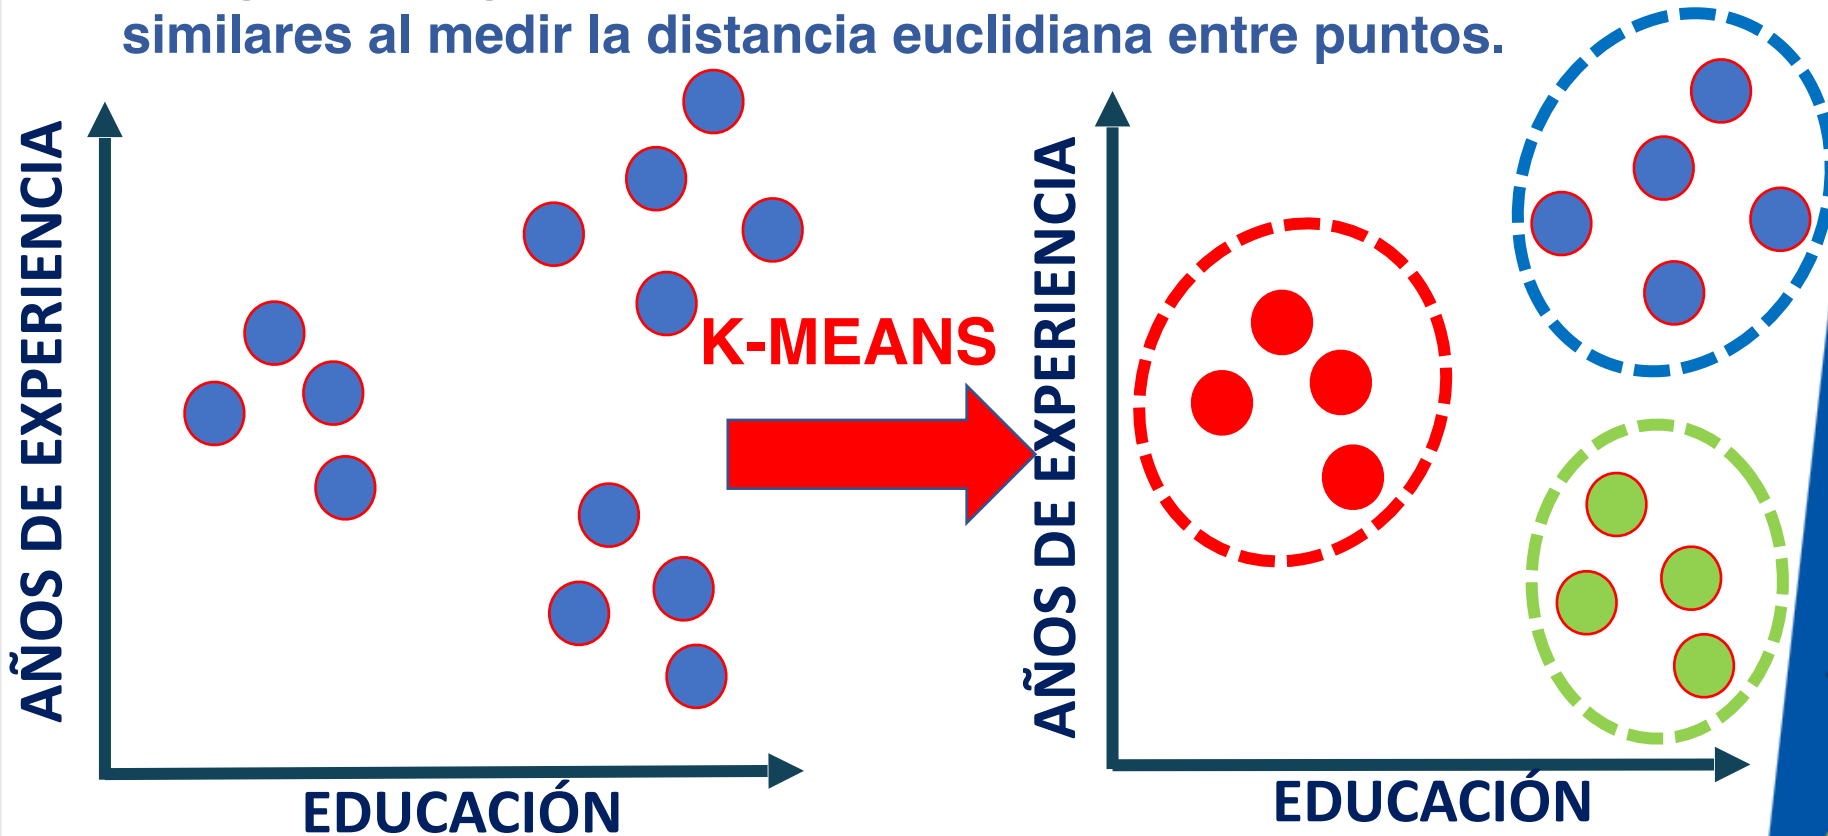 similares al medir la distancia euclidiana entre puntos.
AÑOS DE EXPERIENCIA
EDUCACIÓN
K-MEANS
AÑOS DE EXPERIENCIA
EDUCACIÓN